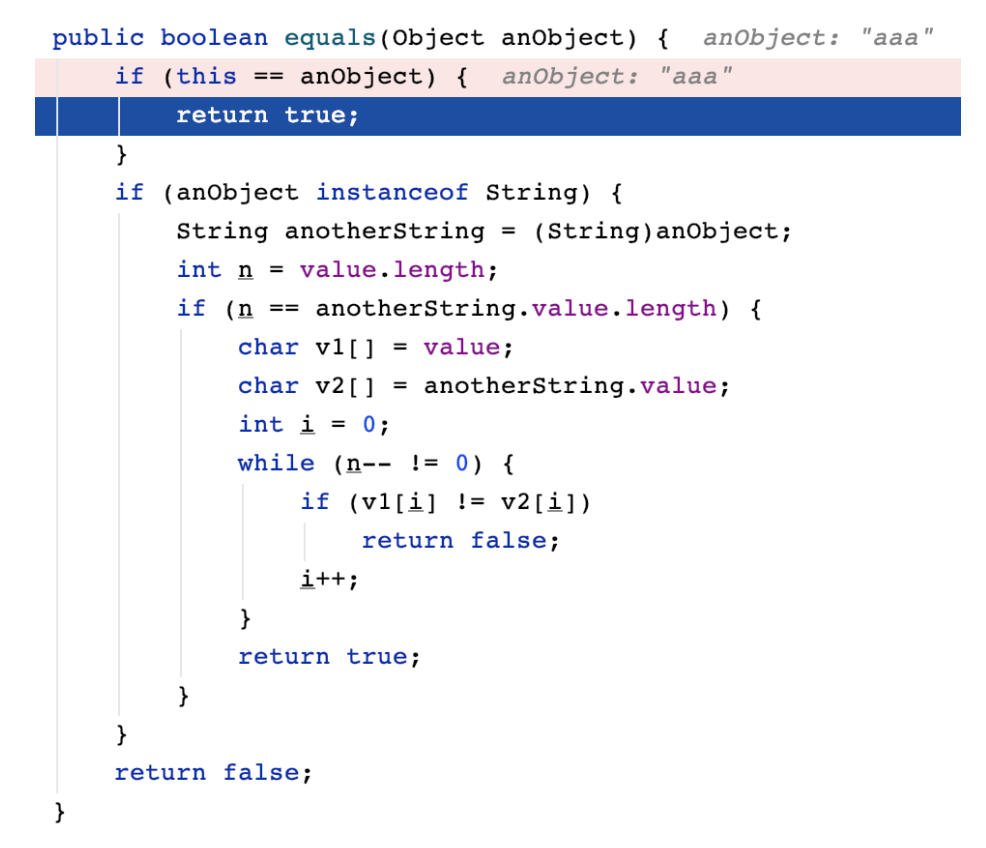 public boolean equals(Object anObject) {  anObject: "aaa"
    if (this == anObject) {  anObject: "aaa"
        return true;
    }
    if (anObject instanceof String) {
        String anotherString = (String)anObject;
        int n = value.length;
        if (n == anotherString.value.length) {
            char v1[] = value;
            char v2[] = anotherString.value;
            int i = 0;
            while (n-- != 0) {
                if (v1[i] != v2[i])
                    return false;
                i++;
            }
            return true;
        }
    }
    return false;
}